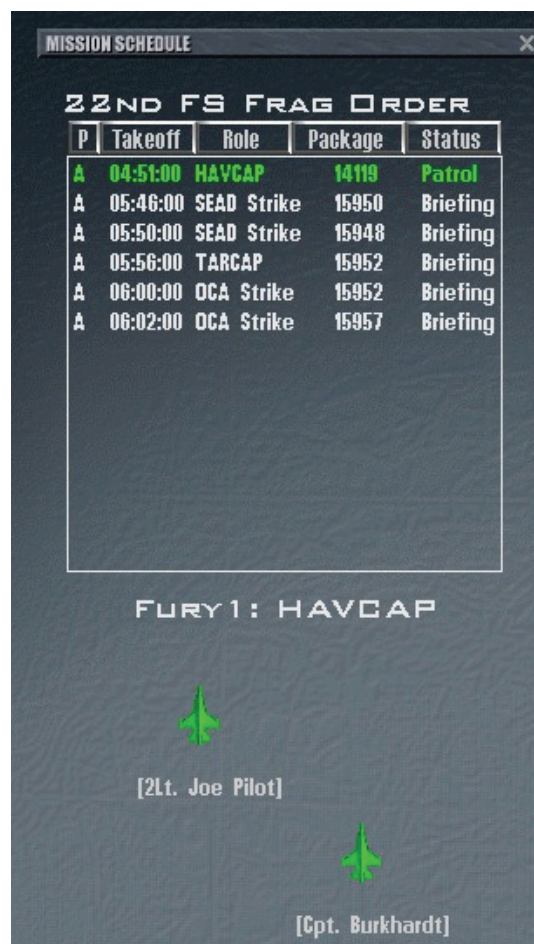 MISSION SCHEDULE X
22ND FS FRAG ORDER
P Takeoff Role Package Status
A 04:51:00 HAVCAP 14119 Patrol
A 05:46:00 SEAD Strike 15950 Briefing
A 05:50:00 SEAD Strike 15948 Briefing
A 05:56:00 TARCAP 15952 Briefing
A 06:00:00 OCA Strike 15952 Briefing
A 06:02:00 OCA Strike 15957 Briefing
FURY1: HAVCAP
[2Lt. Joe Pilot]
[Cpt. Burkhardt]